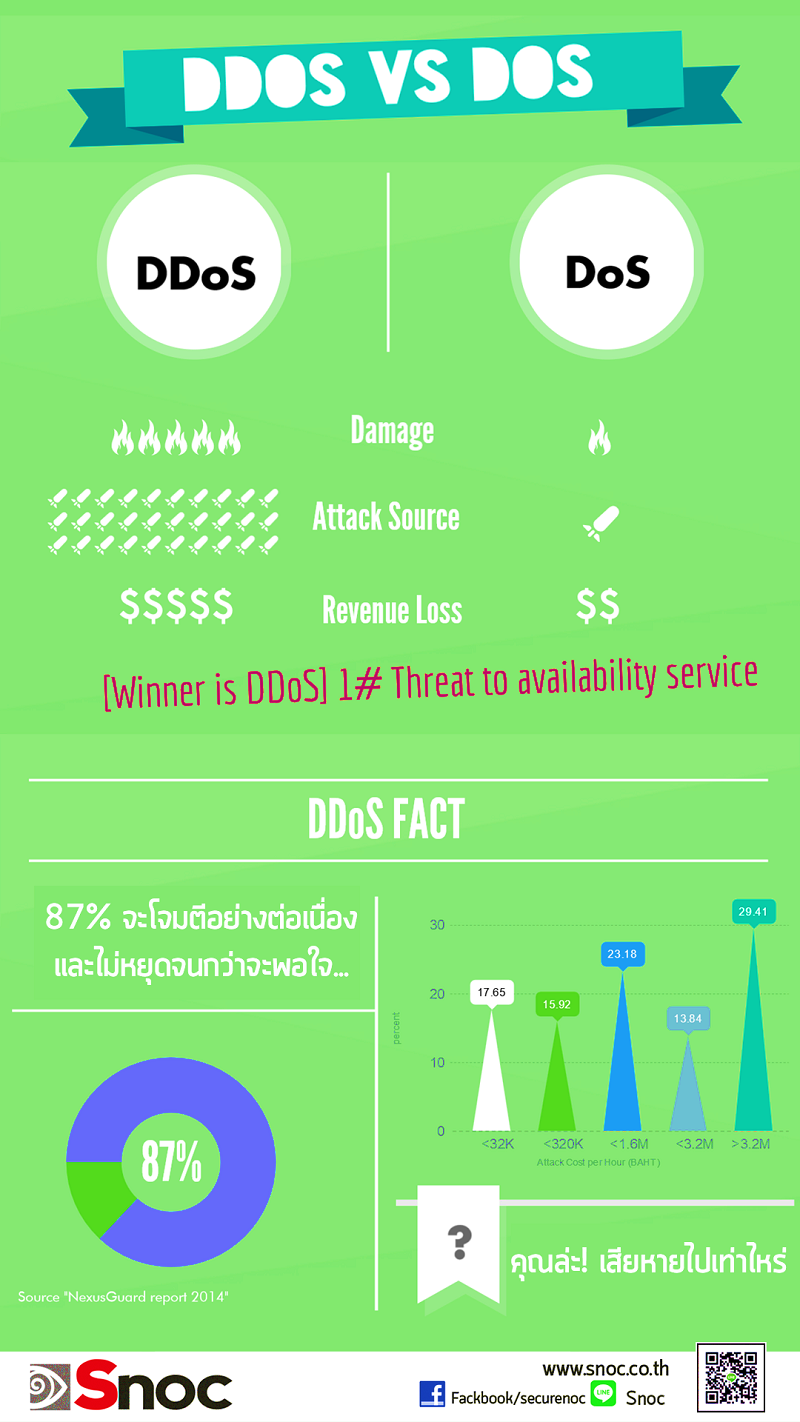 DDOS VS DOS
DDoS
DoS
Damage
Attack Source
$$$$$
Revenue Loss
$$
[Winner is DDoS] 1# Threat to availability service
DDoS FACT
87% จะโจมตีอย่างต่อเนื่อง
และไม่หยุดจนกว่าจะพอใจ...
87%
Source "NexusGuard report 2014"
percent
30
20
10
0
17.65
15.92
23.18
13.84
29.41
<32K
<320K
<1.6M
<3.2M
>3.2M
Attack Cost per Hour (BAHT )
?
คุณล่ะ! เสียหายไปเท่าไหร่
Snoc
www.snoc.co.th
f Fackbook/securenoc LINE Snoc